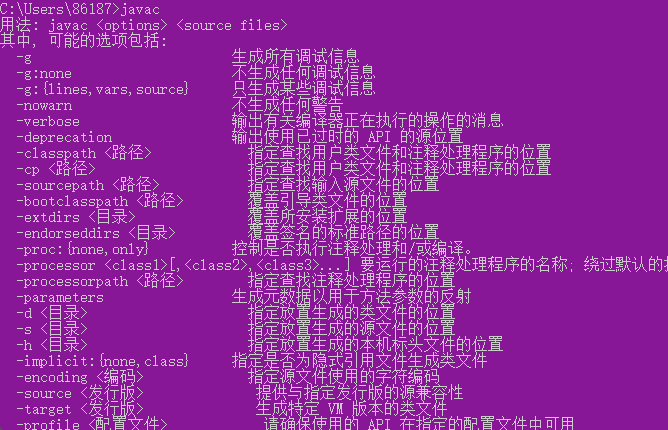 C:\Users\86187>javac
用法: javac <options> <source files>
其中, 可能的选项包括:
-g 生成所有调试信息
-g:none 不生成任何调试信息
-g:{lines,vars,source} 只生成某些调试信息
-nowarn 不生成任何警告
-verbose 输出有关编译器正在执行的操作的消息
-deprecation 输出使用已过时的 API 的源位置
-classpath <路径> 指定查找用户类文件和注释处理程序的位置
-cp <路径> 指定查找用户类文件和注释处理程序的位置
-sourcepath <路径> 指定查找输入源文件的位置
-bootclasspath <路径> 覆盖引导类文件的位置
-extdirs <目录> 覆盖所安装扩展的位置
-endorseddirs <目录> 覆盖签名的标准路径的位置
-proc:{none,only} 控制是否执行注释处理和/或编译。
-processor <class1>[,<class2>,<class3>...] 要运行的注释处理程序的名称; 绕过默认的
-processorpath <路径> 指定查找注释处理程序的位置
-parameters 生成元数据以用于方法参数的反射
-d <目录> 指定放置生成的类文件的位置
-s <目录> 指定放置生成的源文件的位置
-h <目录> 指定放置生成的本机标头文件的位置
-implicit:{none,class} 指定是否为隐式引用文件生成类文件
-encoding <编码> 指定源文件使用的字符编码
-source <发行版> 提供与指定发行版的源兼容性
-target <发行版> 生成特定 VM 版本的类文件
-profile <配置文件> 请确保使用的 API 在指定的配置文件中可用